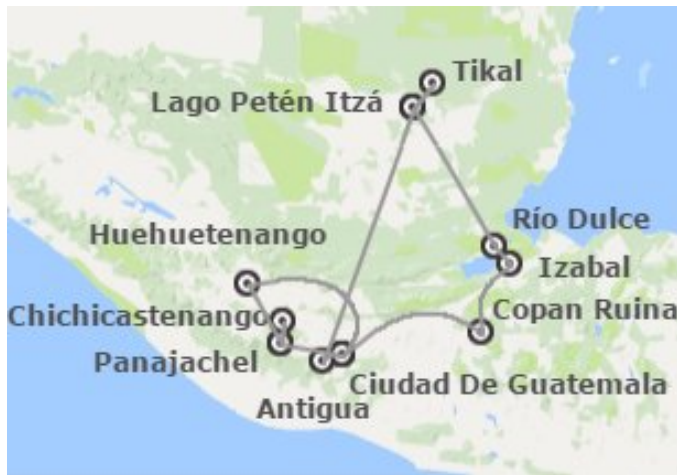 Tikal
Lago Petén Itzá
Río Dulce
Huehuetenango
Izabal
Copan Ruina
Chichicastenango
Panajachel
Ciudad De Guatemala
Antigua